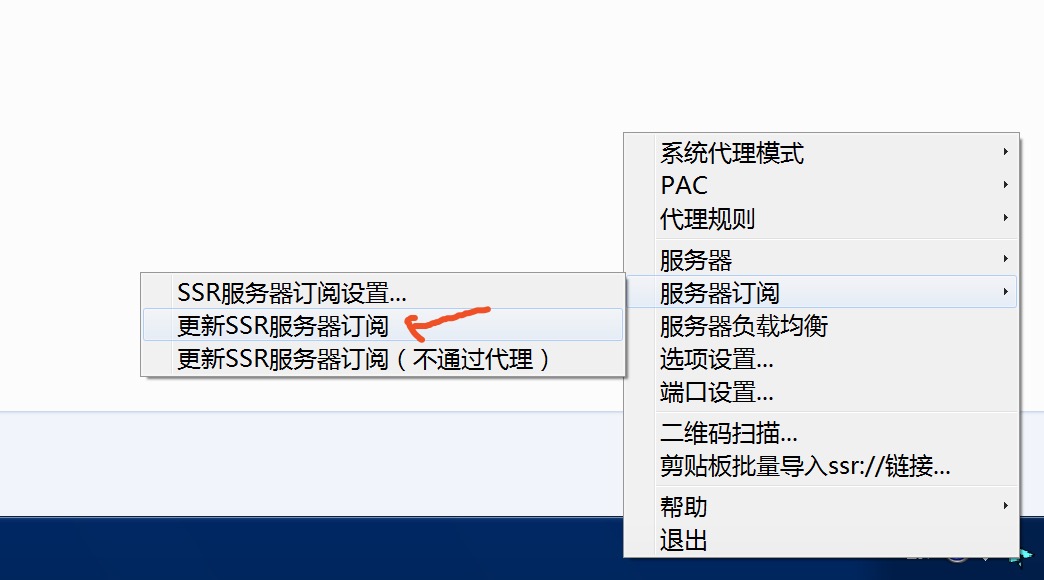 系统代理模式
PAC
代理规则
服务器
服务器订阅
服务器负载均衡
选项设置...
端口设置...
二维码扫描...
剪贴板批量导入ssr://链接...
帮助
退出
SSR服务器订阅设置...
更新SSR服务器订阅
更新SSR服务器订阅（不通过代理）